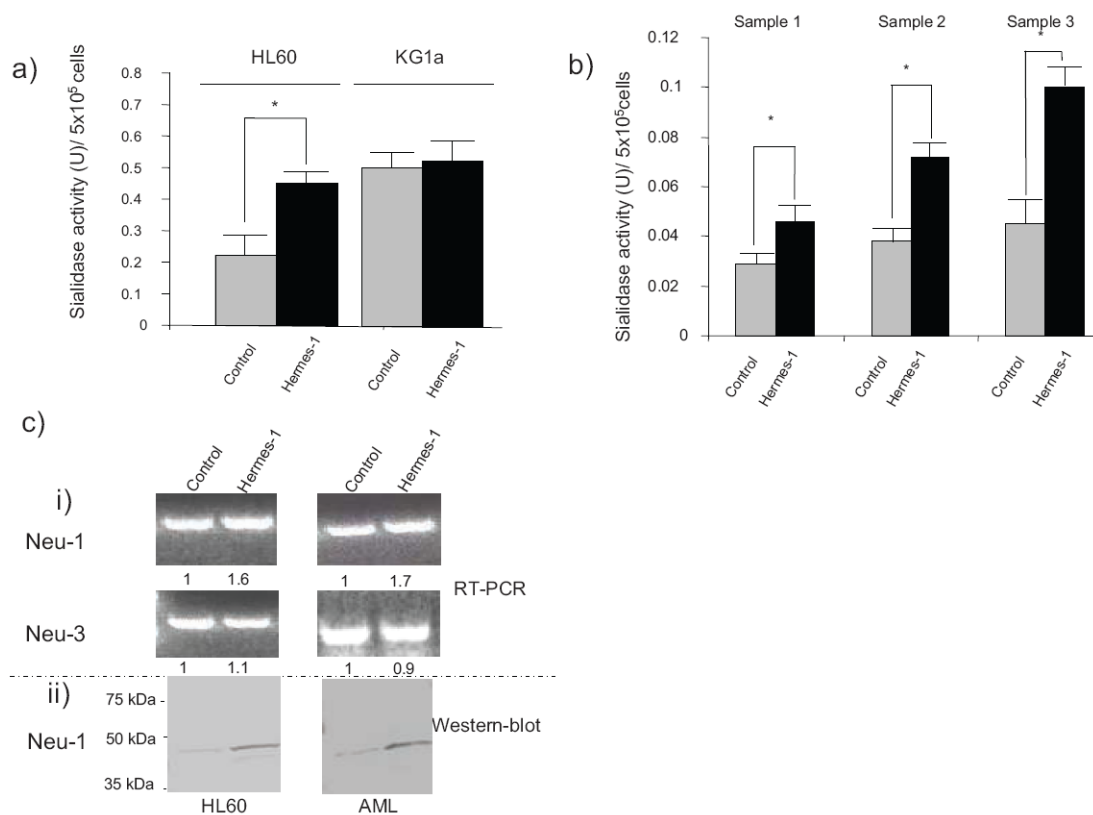 a)
HL60 KG1a
Sialidase activity (U)/ 5x10⁵ cells
0.8
0.7
0.6
0.5
0.4
0.3
0.2
0.1
0
*
Control Hermes-1 Control Hermes-1
b)
Sample 1 Sample 2 Sample 3
Sialidase activity (U)/ 5x10⁵cells
0.12
0.1
0.08
0.06
0.04
0.02
0
* * *
Control Hermes-1 Control Hermes-1 Control Hermes-1
c)
Control Hermes-1 Control Hermes-1
i)
Neu-1
1 1.6 1 1.7
RT-PCR
Neu-3
1 1.1 1 0.9
ii)
75 kDa -
Western-blot
Neu-1
50 kDa -
35 kDa -
HL60 AML